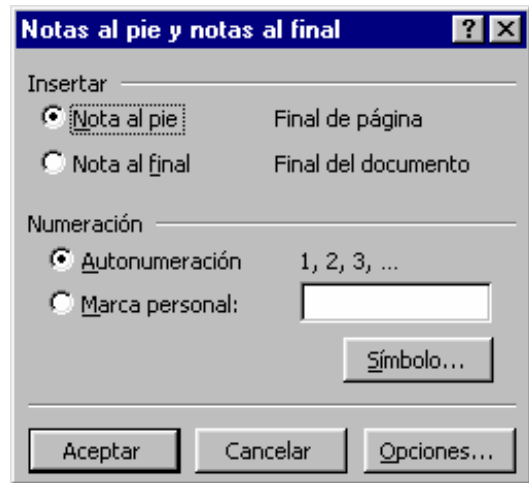 Notas al pie y notas al final ? X
Insertar
Nota al pie Final de página
Nota al final Final del documento
Numeración
Autonumeración 1, 2, 3, ...
Marca personal:
Símbolo...
Aceptar Cancelar Opciones...